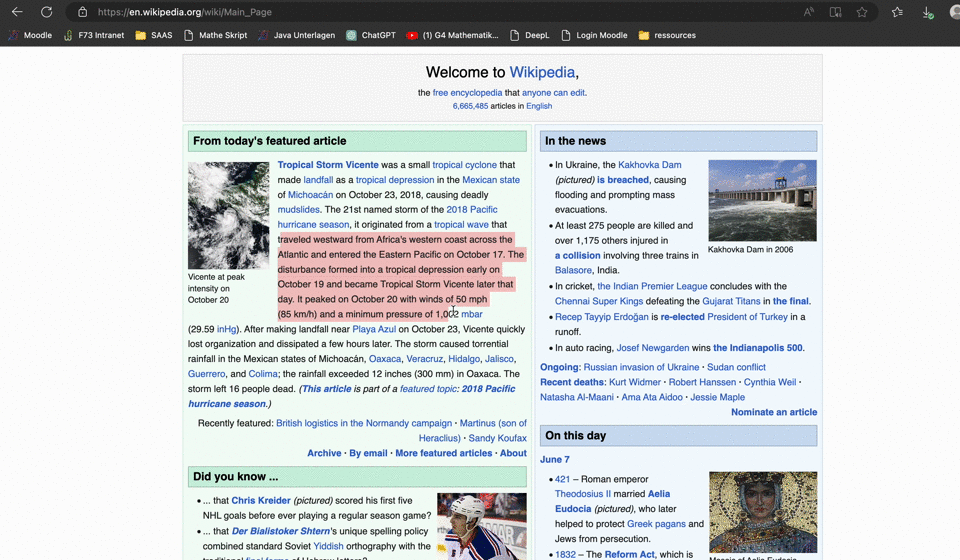 https://en.wikipedia.org/wiki/Main_Page
Moodle F73 Intranet SAAS Mathe Skript Java Unterlagen ChatGPT (1) G4 Mathematik... DeepL Login Moodle ressources
Welcome to Wikipedia,
the free encyclopedia that anyone can edit.
6,665,485 articles in English
From today's featured article
Tropical Storm Vicente was a small tropical cyclone that
made landfall as a tropical depression in the Mexican state
of Michoacán on October 23, 2018, causing deadly
mudslides. The 21st named storm of the 2018 Pacific
hurricane season, it originated from a tropical wave that
traveled westward from Africa's western coast across the
Atlantic and entered the Eastern Pacific on October 17. The
disturbance formed into a tropical depression early on
October 19 and became Tropical Storm Vicente later that
day. It peaked on October 20 with winds of 50 mph
(85 km/h) and a minimum pressure of 1,002 mbar
(29.59 inHg). After making landfall near Playa Azul on October 23, Vicente quickly
lost organization and dissipated a few hours later. The storm caused torrential
rainfall in the Mexican states of Michoacán, Oaxaca, Veracruz, Hidalgo, Jalisco,
Guerrero, and Colima; the rainfall exceeded 12 inches (300 mm) in Oaxaca. The
storm left 16 people dead. (This article is part of a featured topic: 2018 Pacific
hurricane season.)
Vicente at peak
intensity on
October 20
Recently featured: British logistics in the Normandy campaign · Martinus (son of
Heraclius) · Sandy Koufax
Archive · By email · More featured articles · About
Did you know ...
... that Chris Kreider (pictured) scored his first five
NHL goals before ever playing a regular season game?
... that Der Bialistoker Shtern's unique spelling policy
combined standard Soviet Yiddish orthography with the
traditional final forms of Hebrew letters?
In the news
In Ukraine, the Kakhovka Dam
(pictured) is breached, causing
flooding and prompting mass
evacuations.
At least 275 people are killed and
over 1,175 others injured in
a collision involving three trains in
Balasore, India.
Kakhovka Dam in 2006
In cricket, the Indian Premier League concludes with the
Chennai Super Kings defeating the Gujarat Titans in the final.
Recep Tayyip Erdoğan is re-elected President of Turkey in a
runoff.
In auto racing, Josef Newgarden wins the Indianapolis 500.
Ongoing: Russian invasion of Ukraine · Sudan conflict
Recent deaths: Kurt Widmer · Robert Hanssen · Cynthia Weil ·
Natasha Al-Maani · Ama Ata Aidoo · Jessie Maple
Nominate an article
On this day
June 7
421 – Roman emperor
Theodosius II married Aelia
Eudocia (pictured), who later
helped to protect Greek pagans and
Jews from persecution.
1832 – The Reform Act, which is